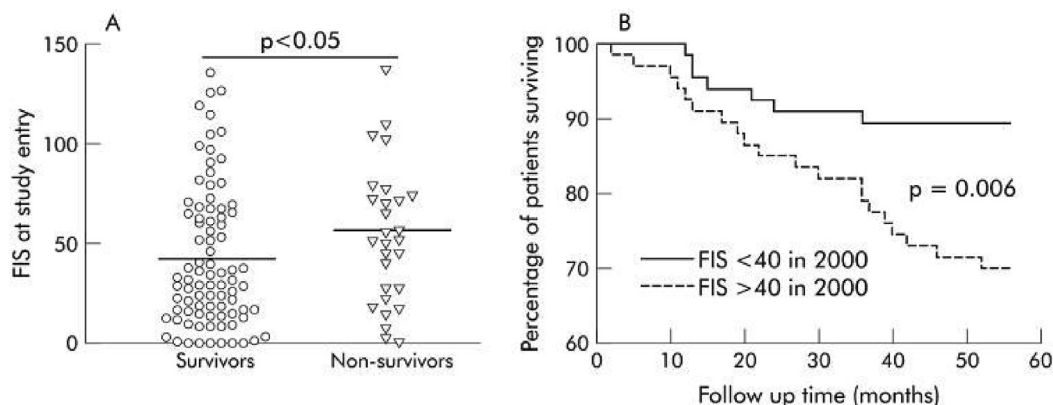 A
p<0.05
FIS at study entry
150
100
50
0
Survivors
Non-survivors
B
Percentage of patients surviving
100
90
80
70
60
p = 0.006
FIS <40 in 2000
FIS >40 in 2000
0
10
20
30
40
50
60
Follow up time (months)